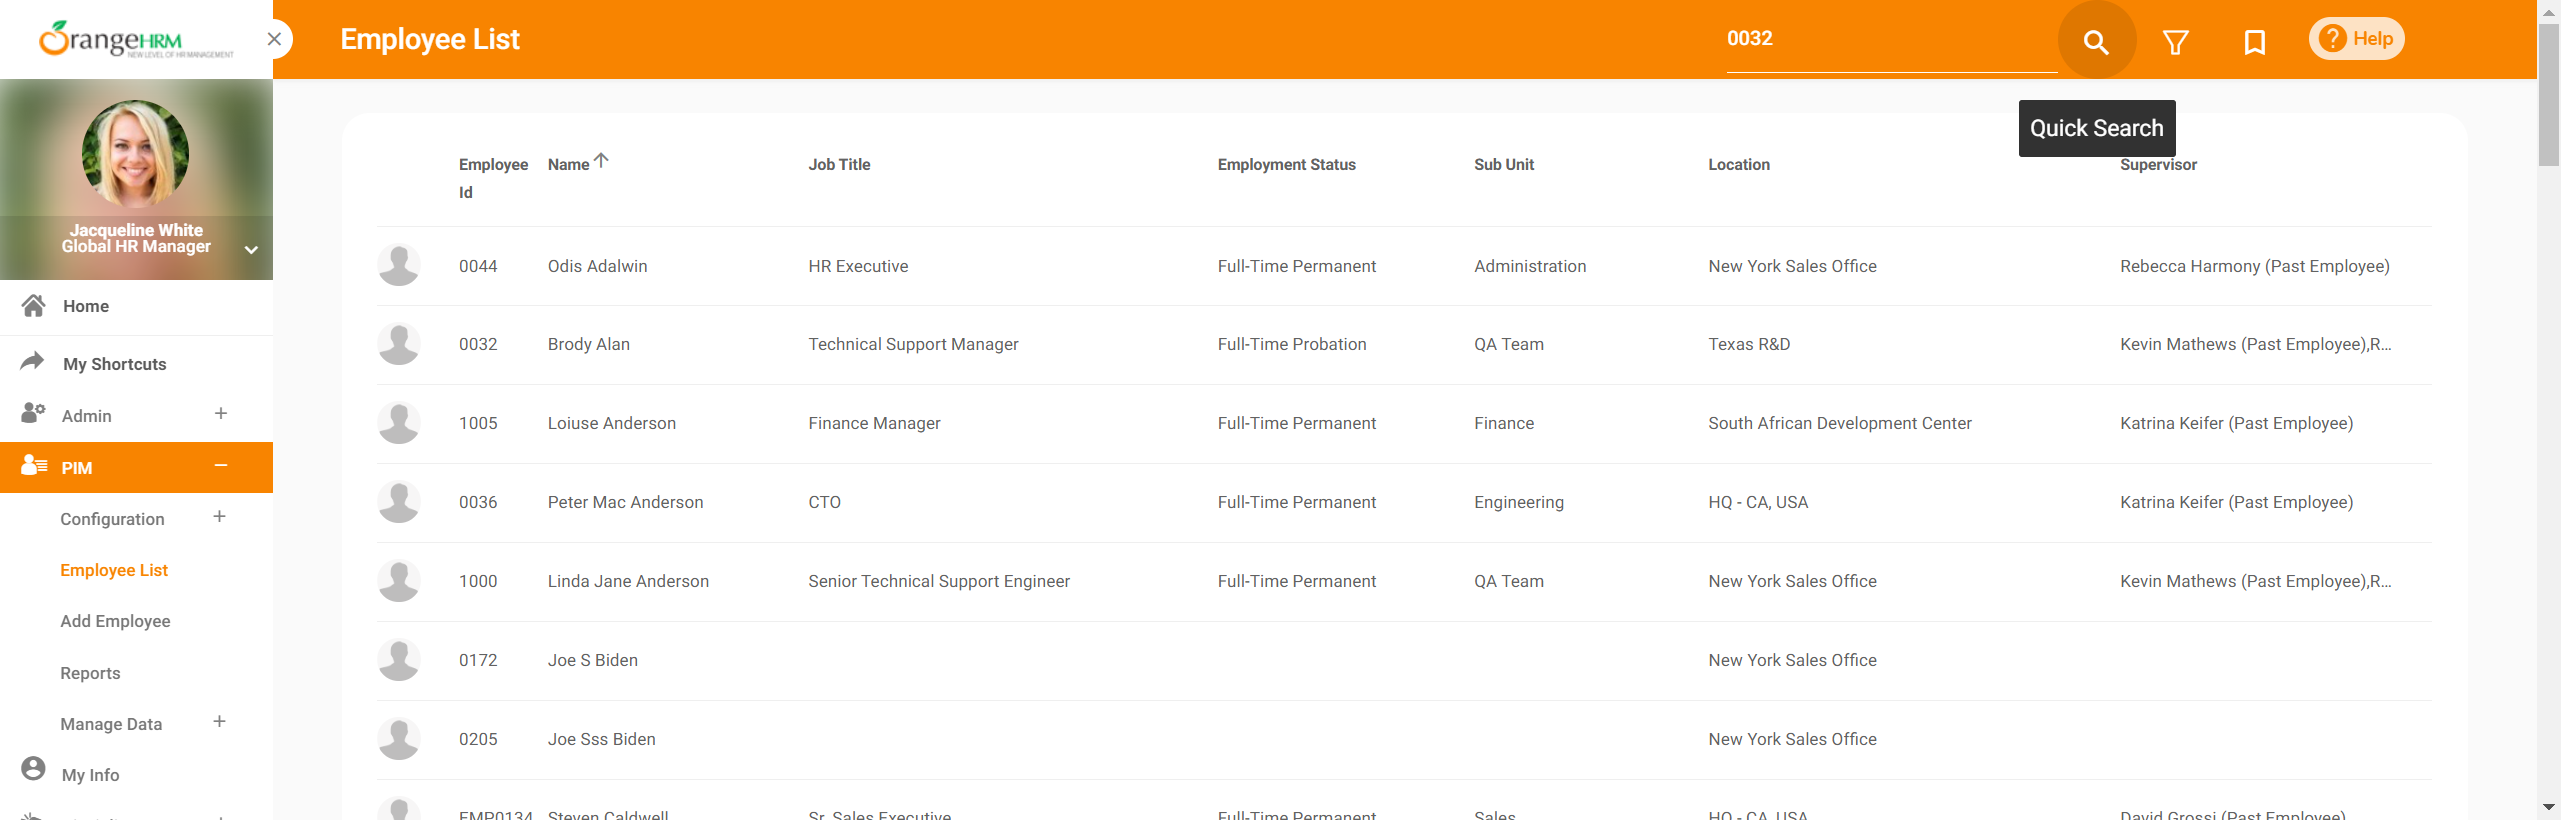 OrangeHRM
NEW LEVEL OF HR MANAGEMENT
Employee List
0032
Help
Quick Search
Jacqueline White
Global HR Manager
Home
My Shortcuts
Admin
PIM
Configuration
Employee List
Add Employee
Reports
Manage Data
My Info
Employee Id Name Job Title Employment Status Sub Unit Location Supervisor
0044 Odis Adalwin HR Executive Full-Time Permanent Administration New York Sales Office Rebecca Harmony (Past Employee)
0032 Brody Alan Technical Support Manager Full-Time Probation QA Team Texas R&D Kevin Mathews (Past Employee),R...
1005 Loiuse Anderson Finance Manager Full-Time Permanent Finance South African Development Center Katrina Keifer (Past Employee)
0036 Peter Mac Anderson CTO Full-Time Permanent Engineering HQ - CA, USA Katrina Keifer (Past Employee)
1000 Linda Jane Anderson Senior Technical Support Engineer Full-Time Permanent QA Team New York Sales Office Kevin Mathews (Past Employee),R...
0172 Joe S Biden New York Sales Office
0205 Joe Sss Biden New York Sales Office
EMP0134 Steven Caldwell Sr. Sales Executive Full-Time Permanent Sales HQ - CA, USA David Grossi (Past Employee)